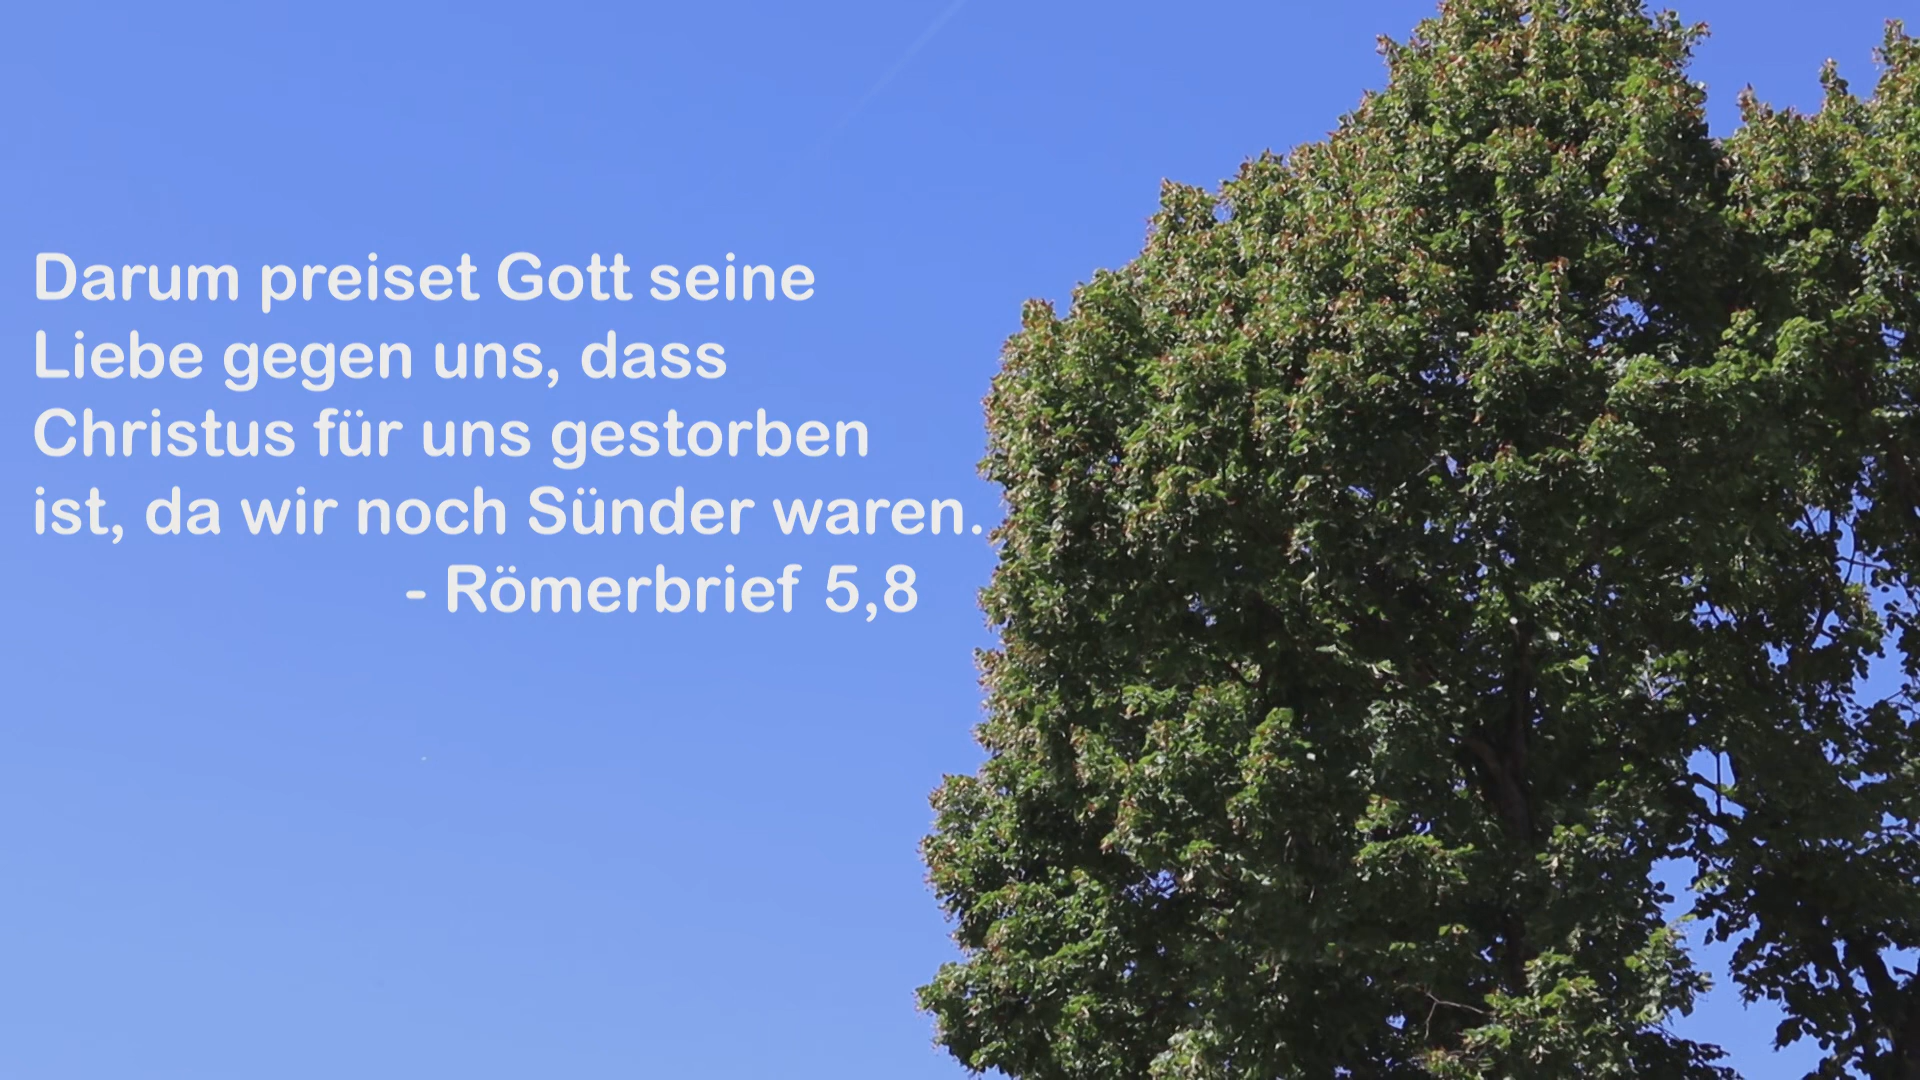 Darum preiset Gott seine
Liebe gegen uns, dass
Christus für uns gestorben
ist, da wir noch Sünder waren.
- Römerbrief 5,8